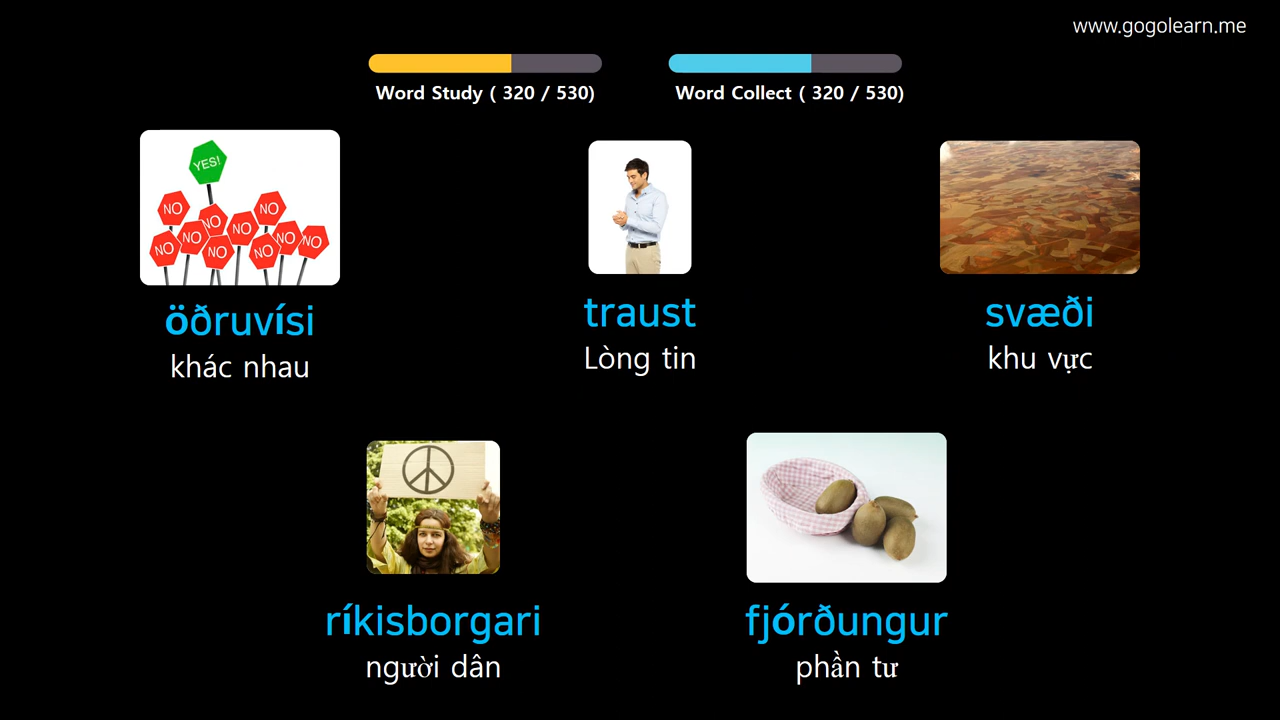 www.gogolearn.me
Word Study ( 320 / 530)
Word Collect ( 320 / 530)
YES!
NO
NO
NO
NO
NO
NO
NO
NO
NO
NO
öðruvísi
khác nhau
traust
Lòng tin
svæði
khu vực
ríkisborgari
người dân
fjórðungur
phần tư